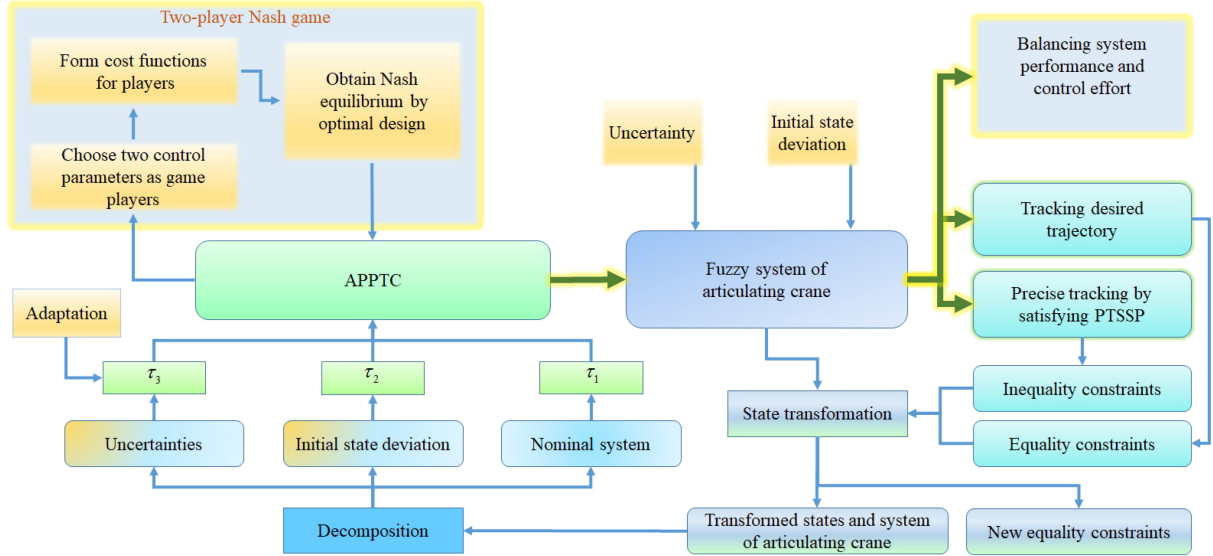 Two-player Nash game
Form cost functions
for players
Obtain Nash
equilibrium by
optimal design
Choose two control
parameters as game
players
Uncertainty
Initial state
deviation
Balancing system
performance and
control effort
Tracking desired
trajectory
APPTC
Fuzzy system of
articulating crane
Precise tracking by
satisfying PTSSP
Adaptation
τ₃
τ₂
τ₁
Inequality constraints
State transformation
Uncertainties
Initial state deviation
Nominal system
Equality constraints
Decomposition
Transformed states and system
of articulating crane
New equality constraints